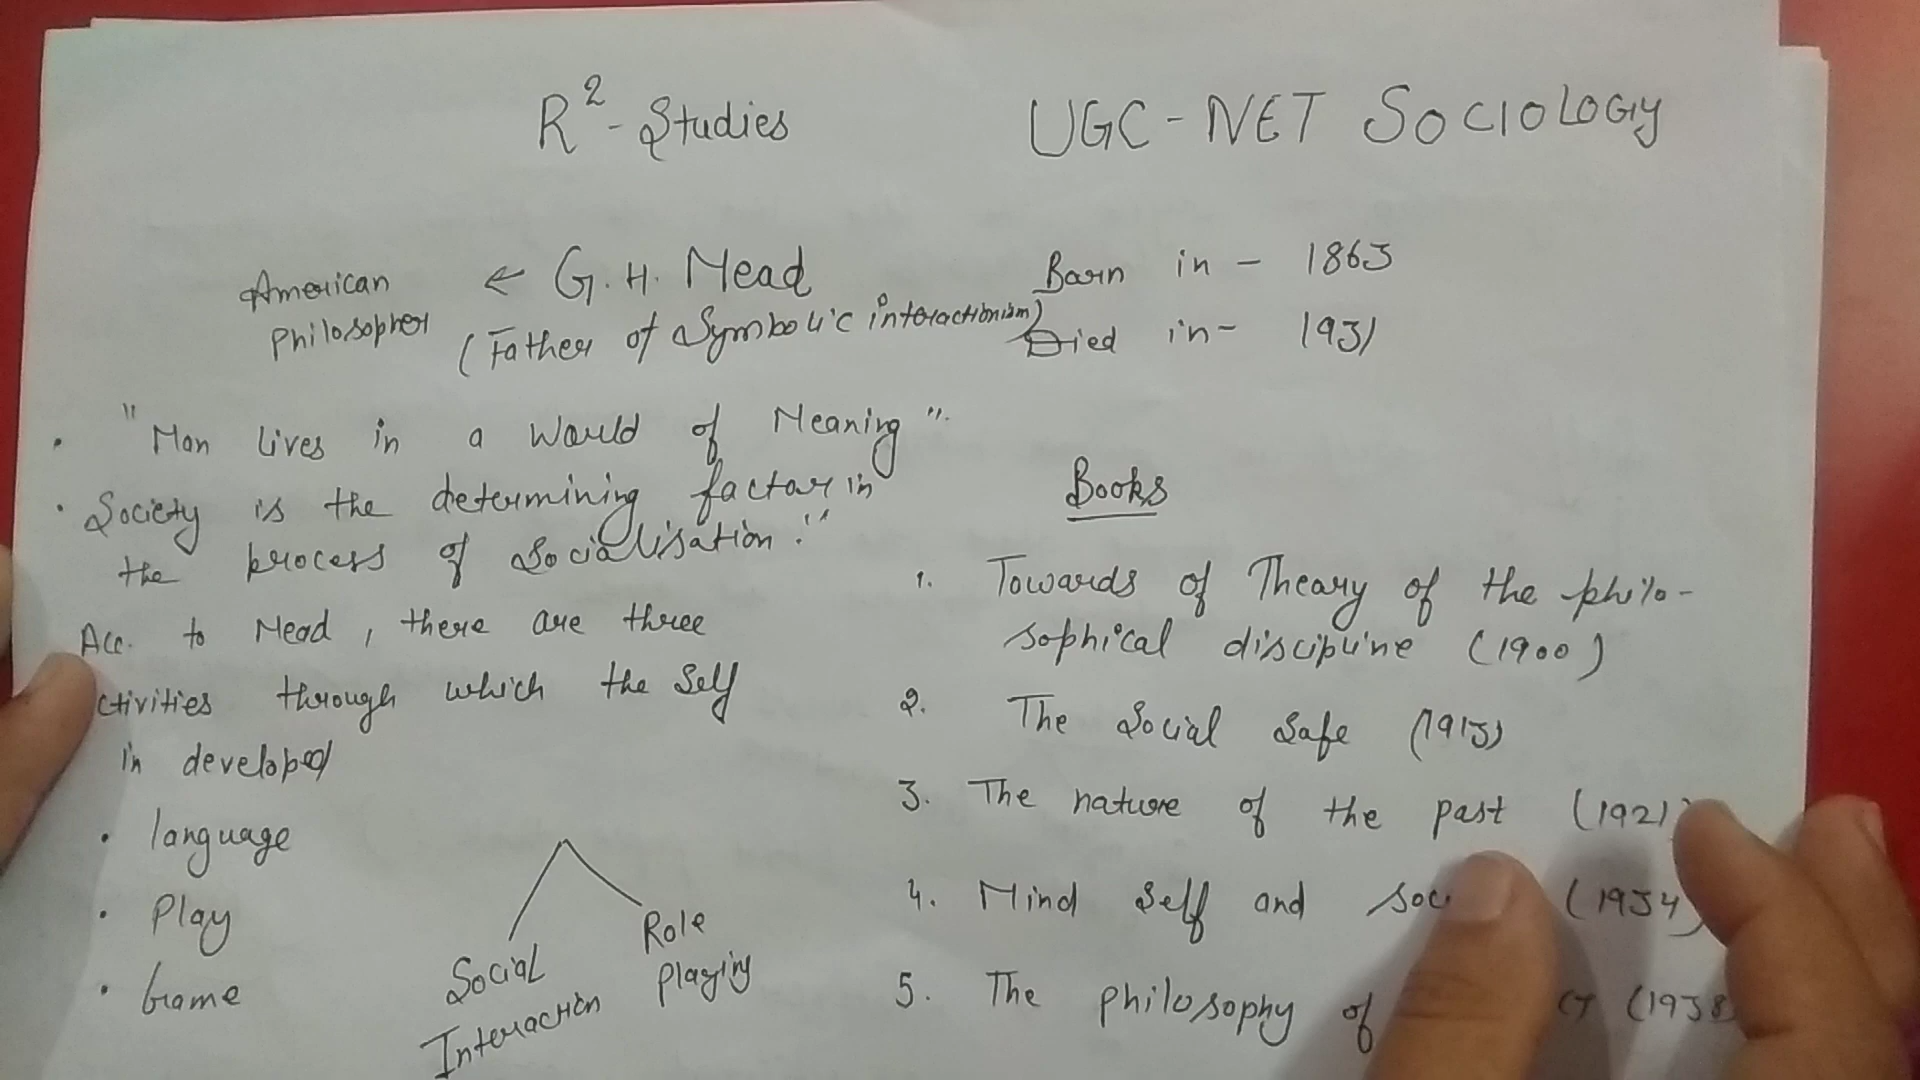 R²-Studies
UGC-NET Sociology
American
Philosopher
← G.H. Mead
(Father of Symbolic interactionism)
Born in - 1863
Died in - 1931
• "Man lives in a World of Meaning".
• Society is the determining factor in
the process of Socialisation."
Acc. to Mead, there are three
ctivities through which the Self
in developed
• language
• Play
• Game
Social
Interaction
Role
Playing
Books
1. Towards of Theory of the philo-
sophical discipline (1900)
2. The Social Safe (1913)
3. The nature of the past (1921)
4. Mind Self and Soc (1934)
5. The philosophy of (1938